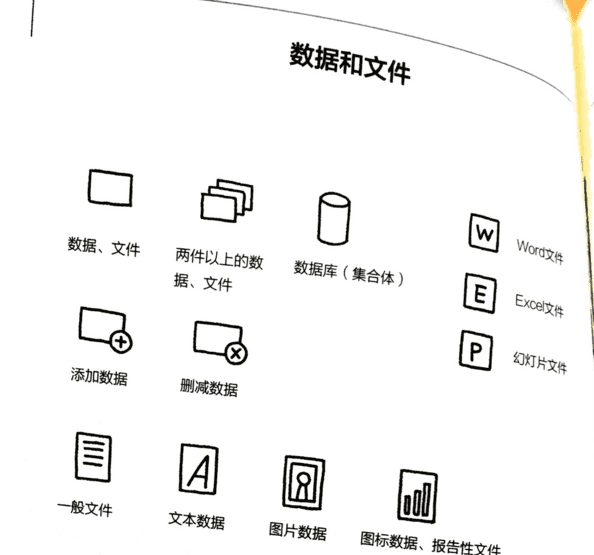 数据和文件
数据、文件
两件以上的数
据、文件
数据库（集合体）
W
Word文件
E
Excel文件
P
幻灯片文件
添加数据
删减数据
A
一般文件
文本数据
图片数据
图标数据、报告性文件